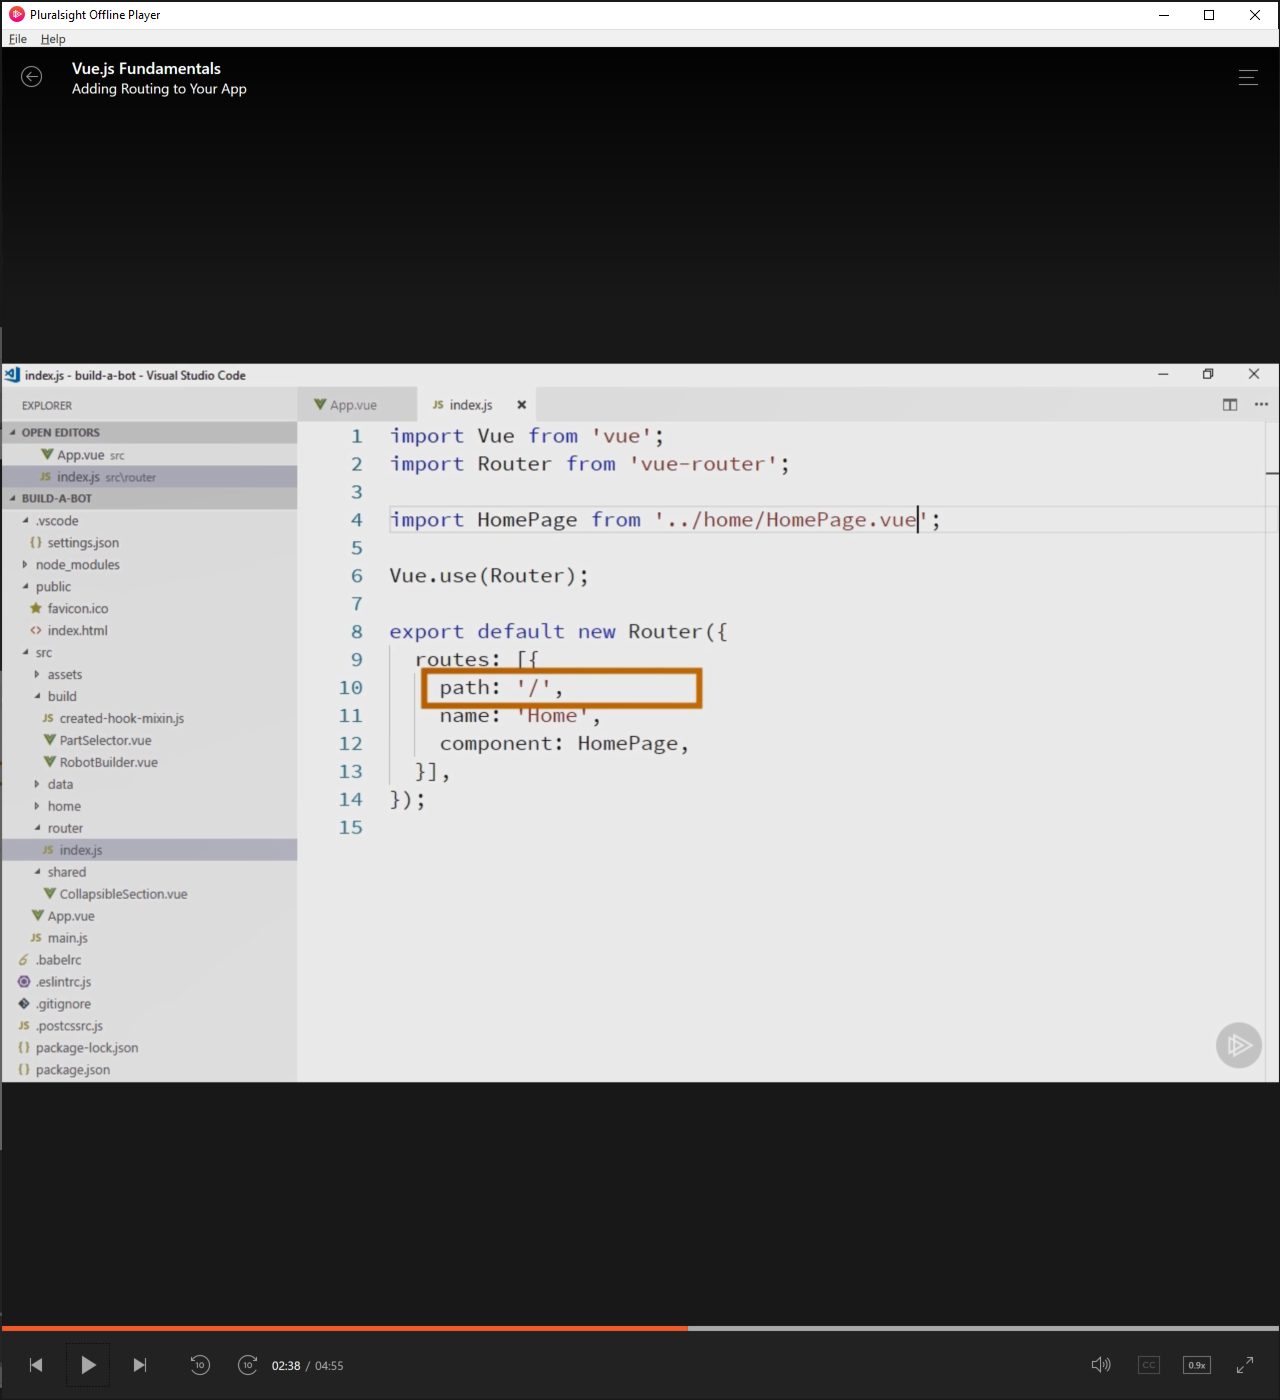 Pluralsight Offline Player
File Help
Vue.js Fundamentals
Adding Routing to Your App
index.js - build-a-bot - Visual Studio Code
EXPLORER
App.vue
JS index.js
OPEN EDITORS
App.vue src
JS index.js src\router
BUILD-A-BOT
.vscode
{} settings.json
node_modules
public
favicon.ico
<> index.html
src
assets
build
JS created-hook-mixin.js
PartSelector.vue
RobotBuilder.vue
data
home
router
JS index.js
shared
CollapsibleSection.vue
App.vue
JS main.js
.babelrc
.eslintrc.js
.gitignore
JS .postcssrc.js
{} package-lock.json
{} package.json
1 import Vue from 'vue';
2 import Router from 'vue-router';
3
4 import HomePage from '../home/HomePage.vue';
5
6 Vue.use(Router);
7
8 export default new Router({
9 routes: [{
10 path: '/',
11 name: 'Home',
12 component: HomePage,
13 }],
14 });
15
10
10
02:38 / 04:55
CC
0.9x